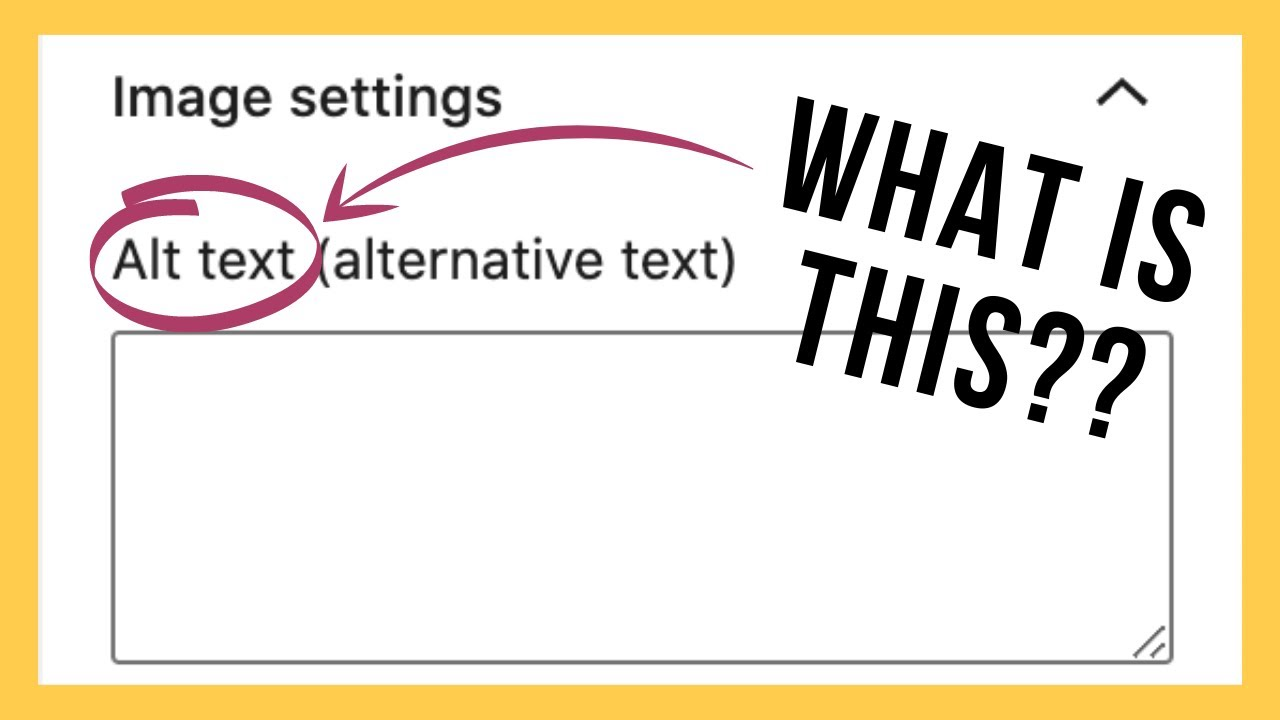 Image settings
Alt text (alternative text)
WHAT IS
THIS??